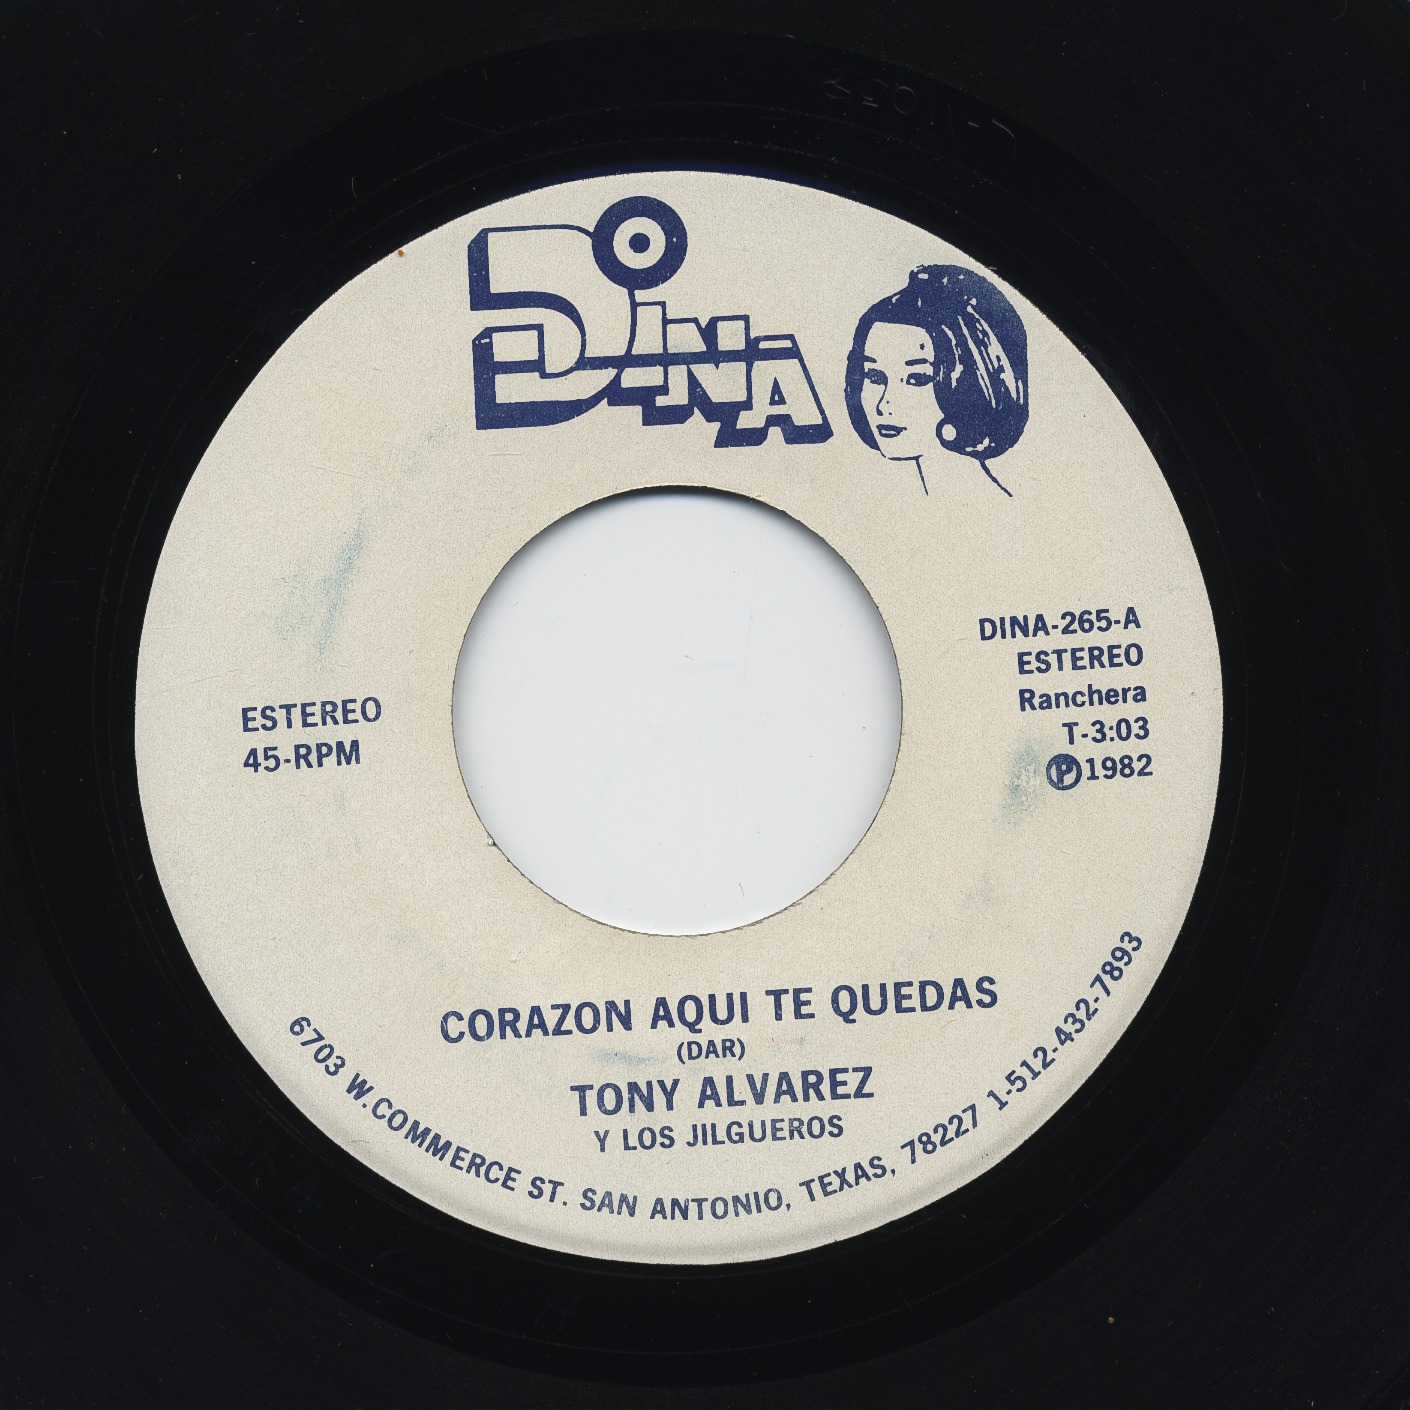 DINA
DINA-265-A
ESTEREO
Ranchera
T-3:03
℗1982
ESTEREO
45-RPM
CORAZON AQUI TE QUEDAS
(DAR)
TONY ALVAREZ
Y LOS JILGUEROS
6703 W.COMMERCE ST. SAN ANTONIO, TEXAS, 78227 1-512-432-7893